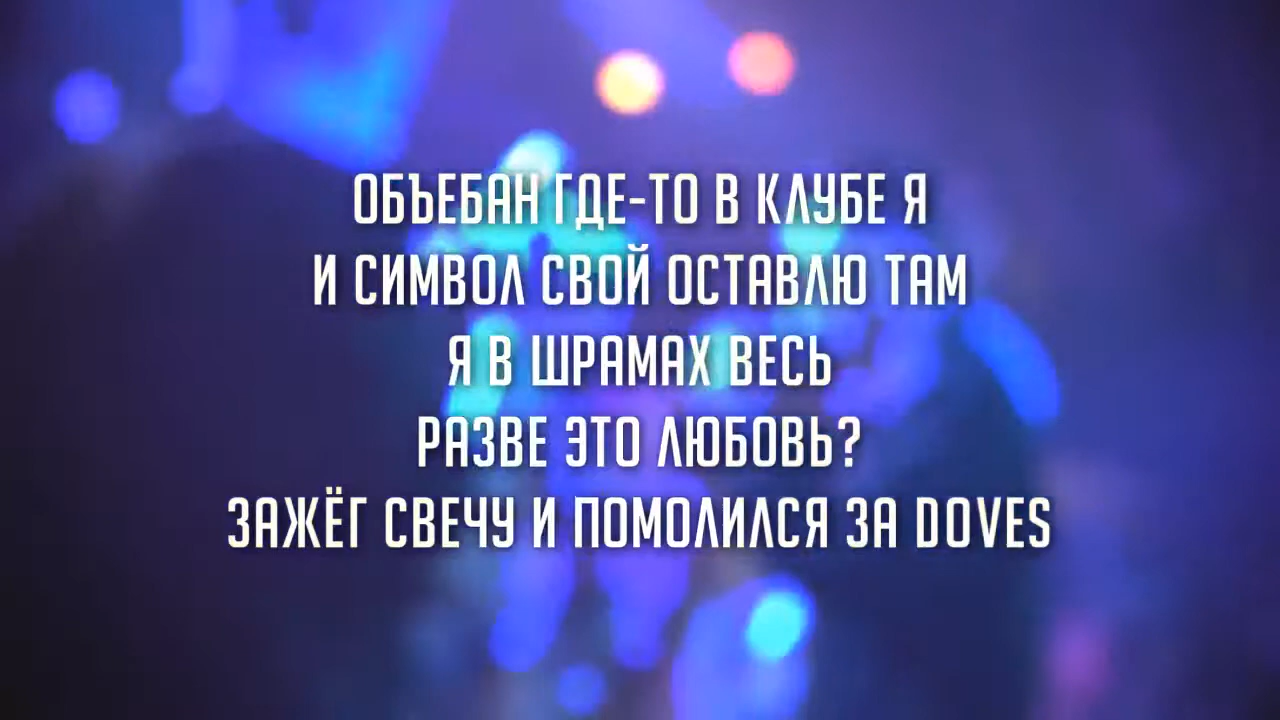 ОБЪЕБАН ГДЕ-ТО В КЛУБЕ Я
И СИМВОЛ СВОЙ ОСТАВЛЮ ТАМ
Я В ШРАМАХ ВЕСЬ
РАЗВЕ ЭТО ЛЮБОВЬ?
ЗАЖЁГ СВЕЧУ И ПОМОЛИЛСЯ ЗА DOVES